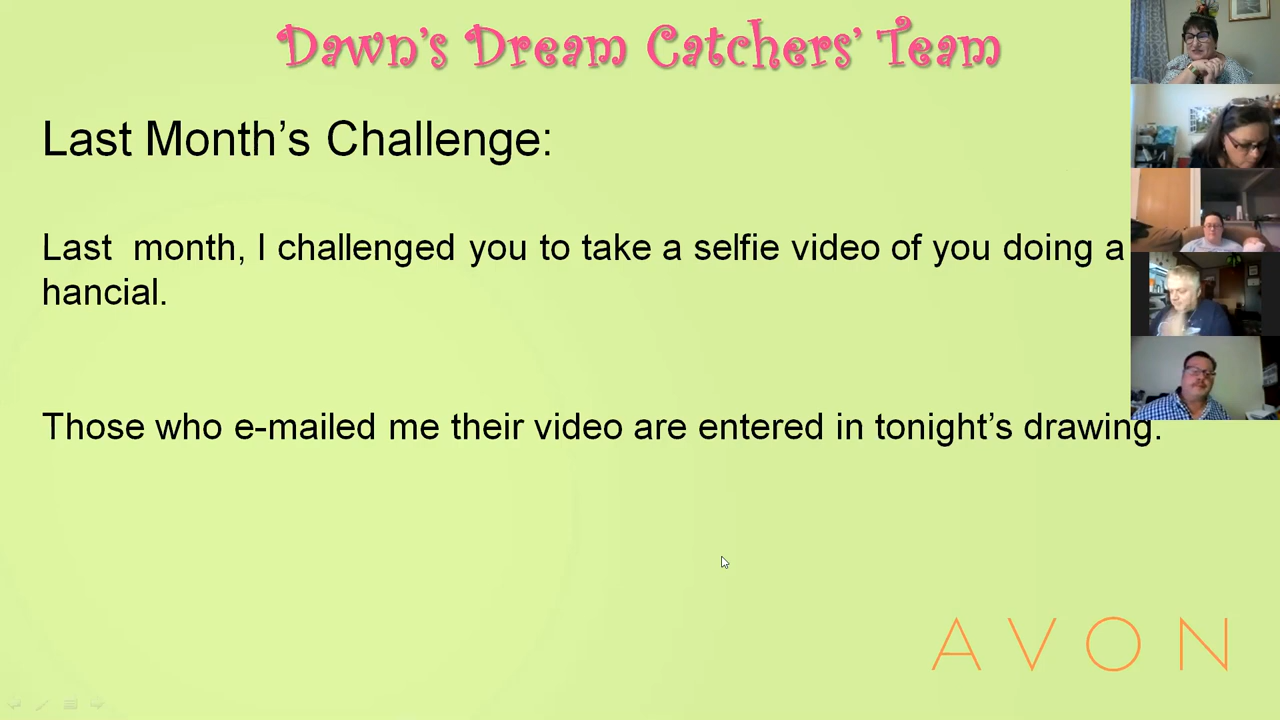 Dawn's Dream Catchers' Team
Last Month's Challenge:
Last  month, I challenged you to take a selfie video of you doing a
hancial.
Those who e-mailed me their video are entered in tonight's drawing.
AVON